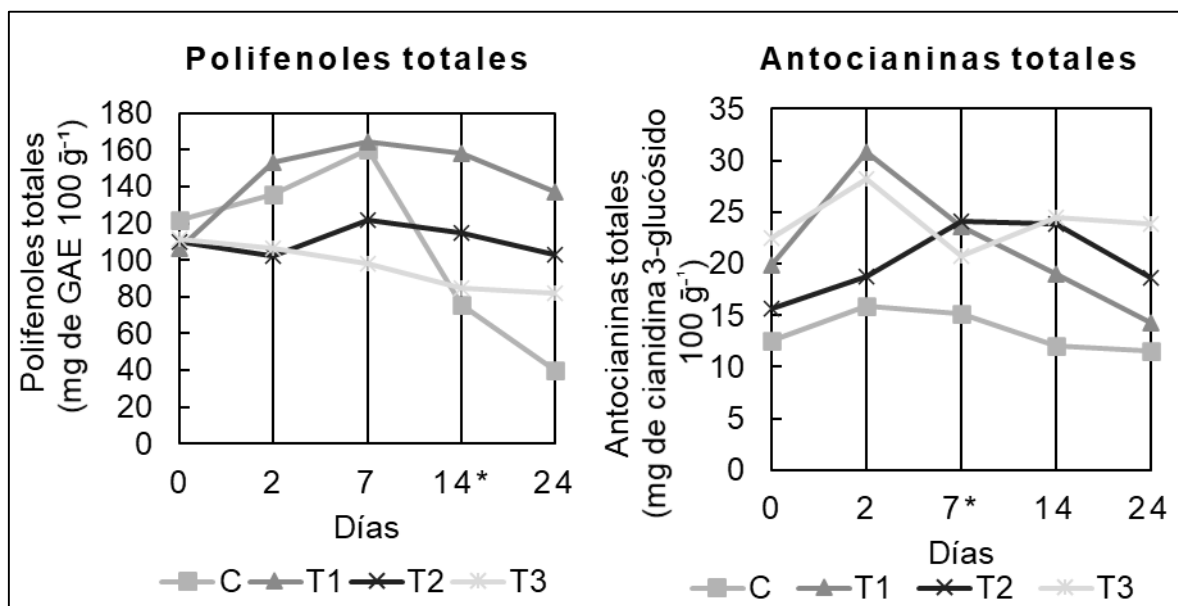 Polifenoles totales
Polifenoles totales
(mg de GAE 100 g̅⁻¹)
180
160
140
120
100
80
60
40
20
0
0 2 7 14* 24
Días
C T1 T2 T3
Antocianinas totales
Antocianinas totales
(mg de cianidina 3-glucósido
100 g̅⁻¹)
35
30
25
20
15
10
5
0
0 2 7* 14 24
Días
C T1 T2 T3